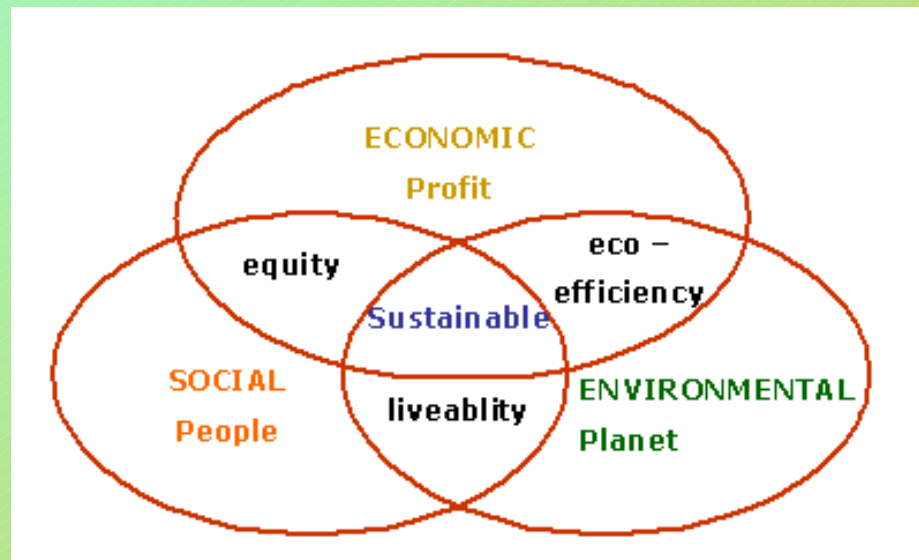 ECONOMIC
Profit
equity
eco –
efficiency
Sustainable
SOCIAL
People
liveablity
ENVIRONMENTAL
Planet